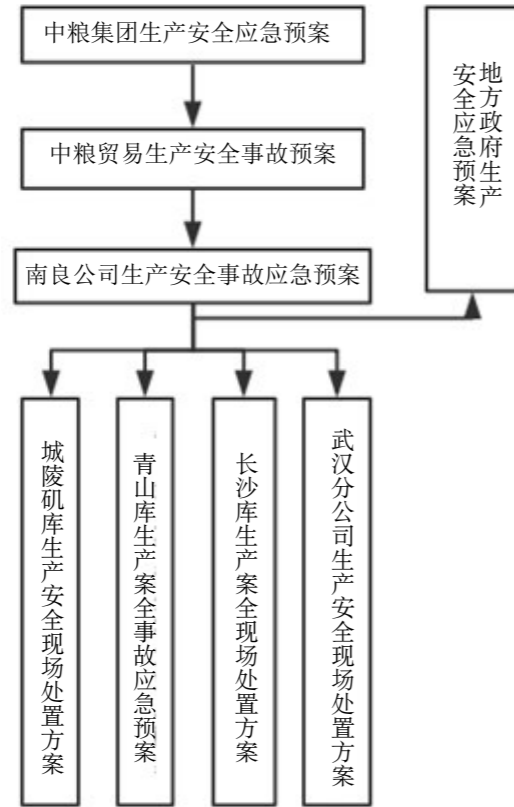 中粮集团生产安全应急预案
中粮贸易生产安全事故预案
南良公司生产安全事故应急预案
地方政府生产
安全应急预案
城陵矶库生产安全现场处置方案
青山库生产案全事故应急预案
长沙库生产案全现场处置方案
武汉分公司生产安全现场处置方案